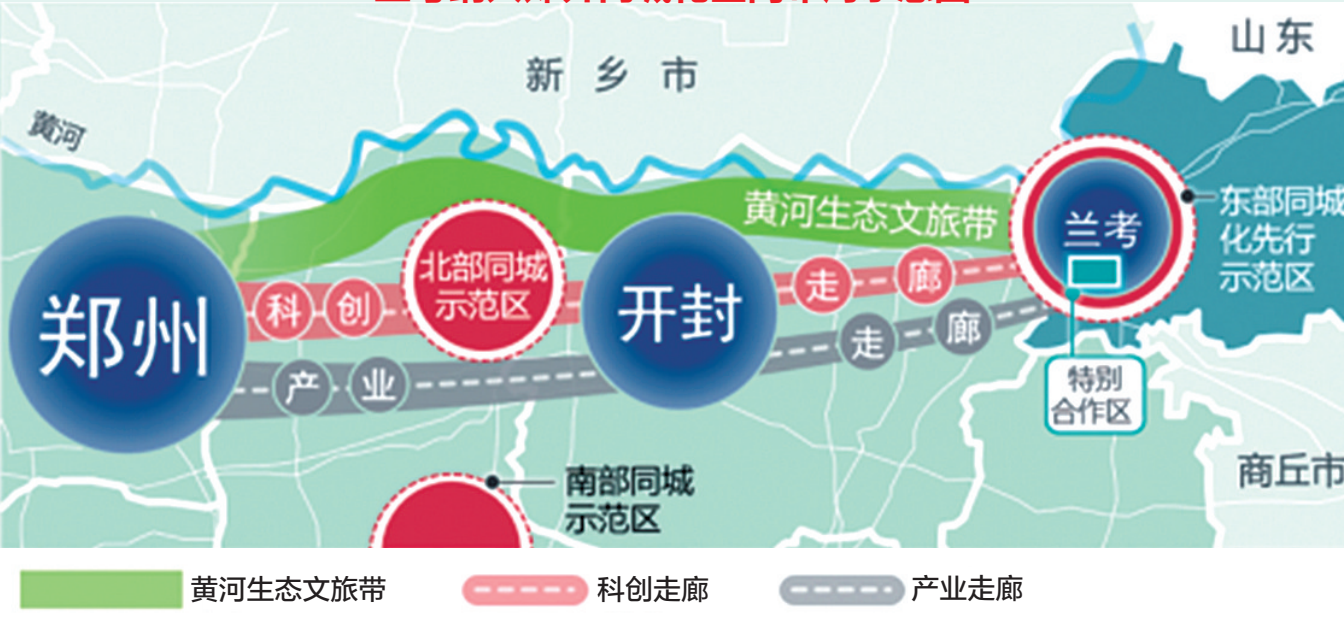 山东
新乡市
黄河
黄河生态文旅带
东部同城
化先行
示范区
兰考
北部同城
示范区
科创
走廊
郑州
开封
产业
走廊
特别
合作区
南部同城
示范区
商丘市
黄河生态文旅带
科创走廊
产业走廊